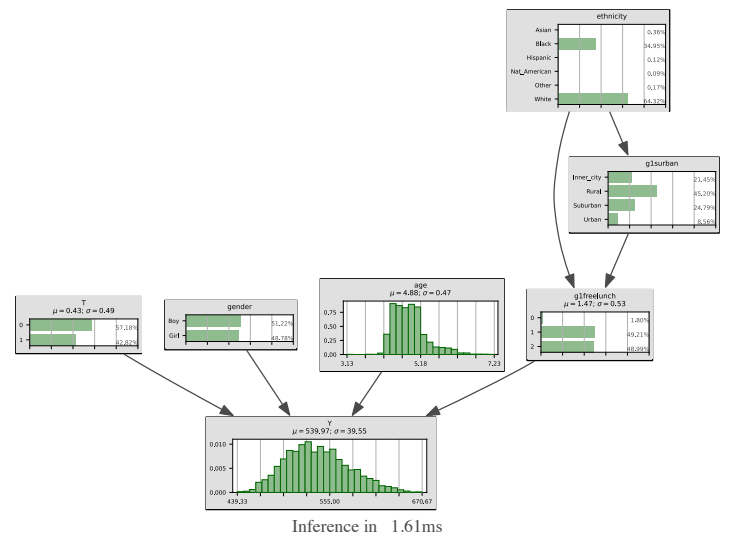 ethnicity
Asian 0.36%
Black 34.95%
Hispanic 0.12%
Nat_American 0.09%
Other 0.17%
White 64.32%
g1surban
Inner_city 21.45%
Rural 45.20%
Suburban 24.79%
Urban 8.56%
T
μ = 0.43; σ = 0.49
0 57.18%
1 42.82%
gender
Boy 51.22%
Girl 48.78%
age
μ = 4.88; σ = 0.47
0.75
0.50
0.25
0.00
3.13 5.18 7.23
g1freelunch
μ = 1.47; σ = 0.53
0 1.80%
1 49.21%
2 48.99%
Y
μ = 539.97; σ = 39.55
0.010
0.005
0.000
439.33 555.00 670.67
Inference in 1.61ms